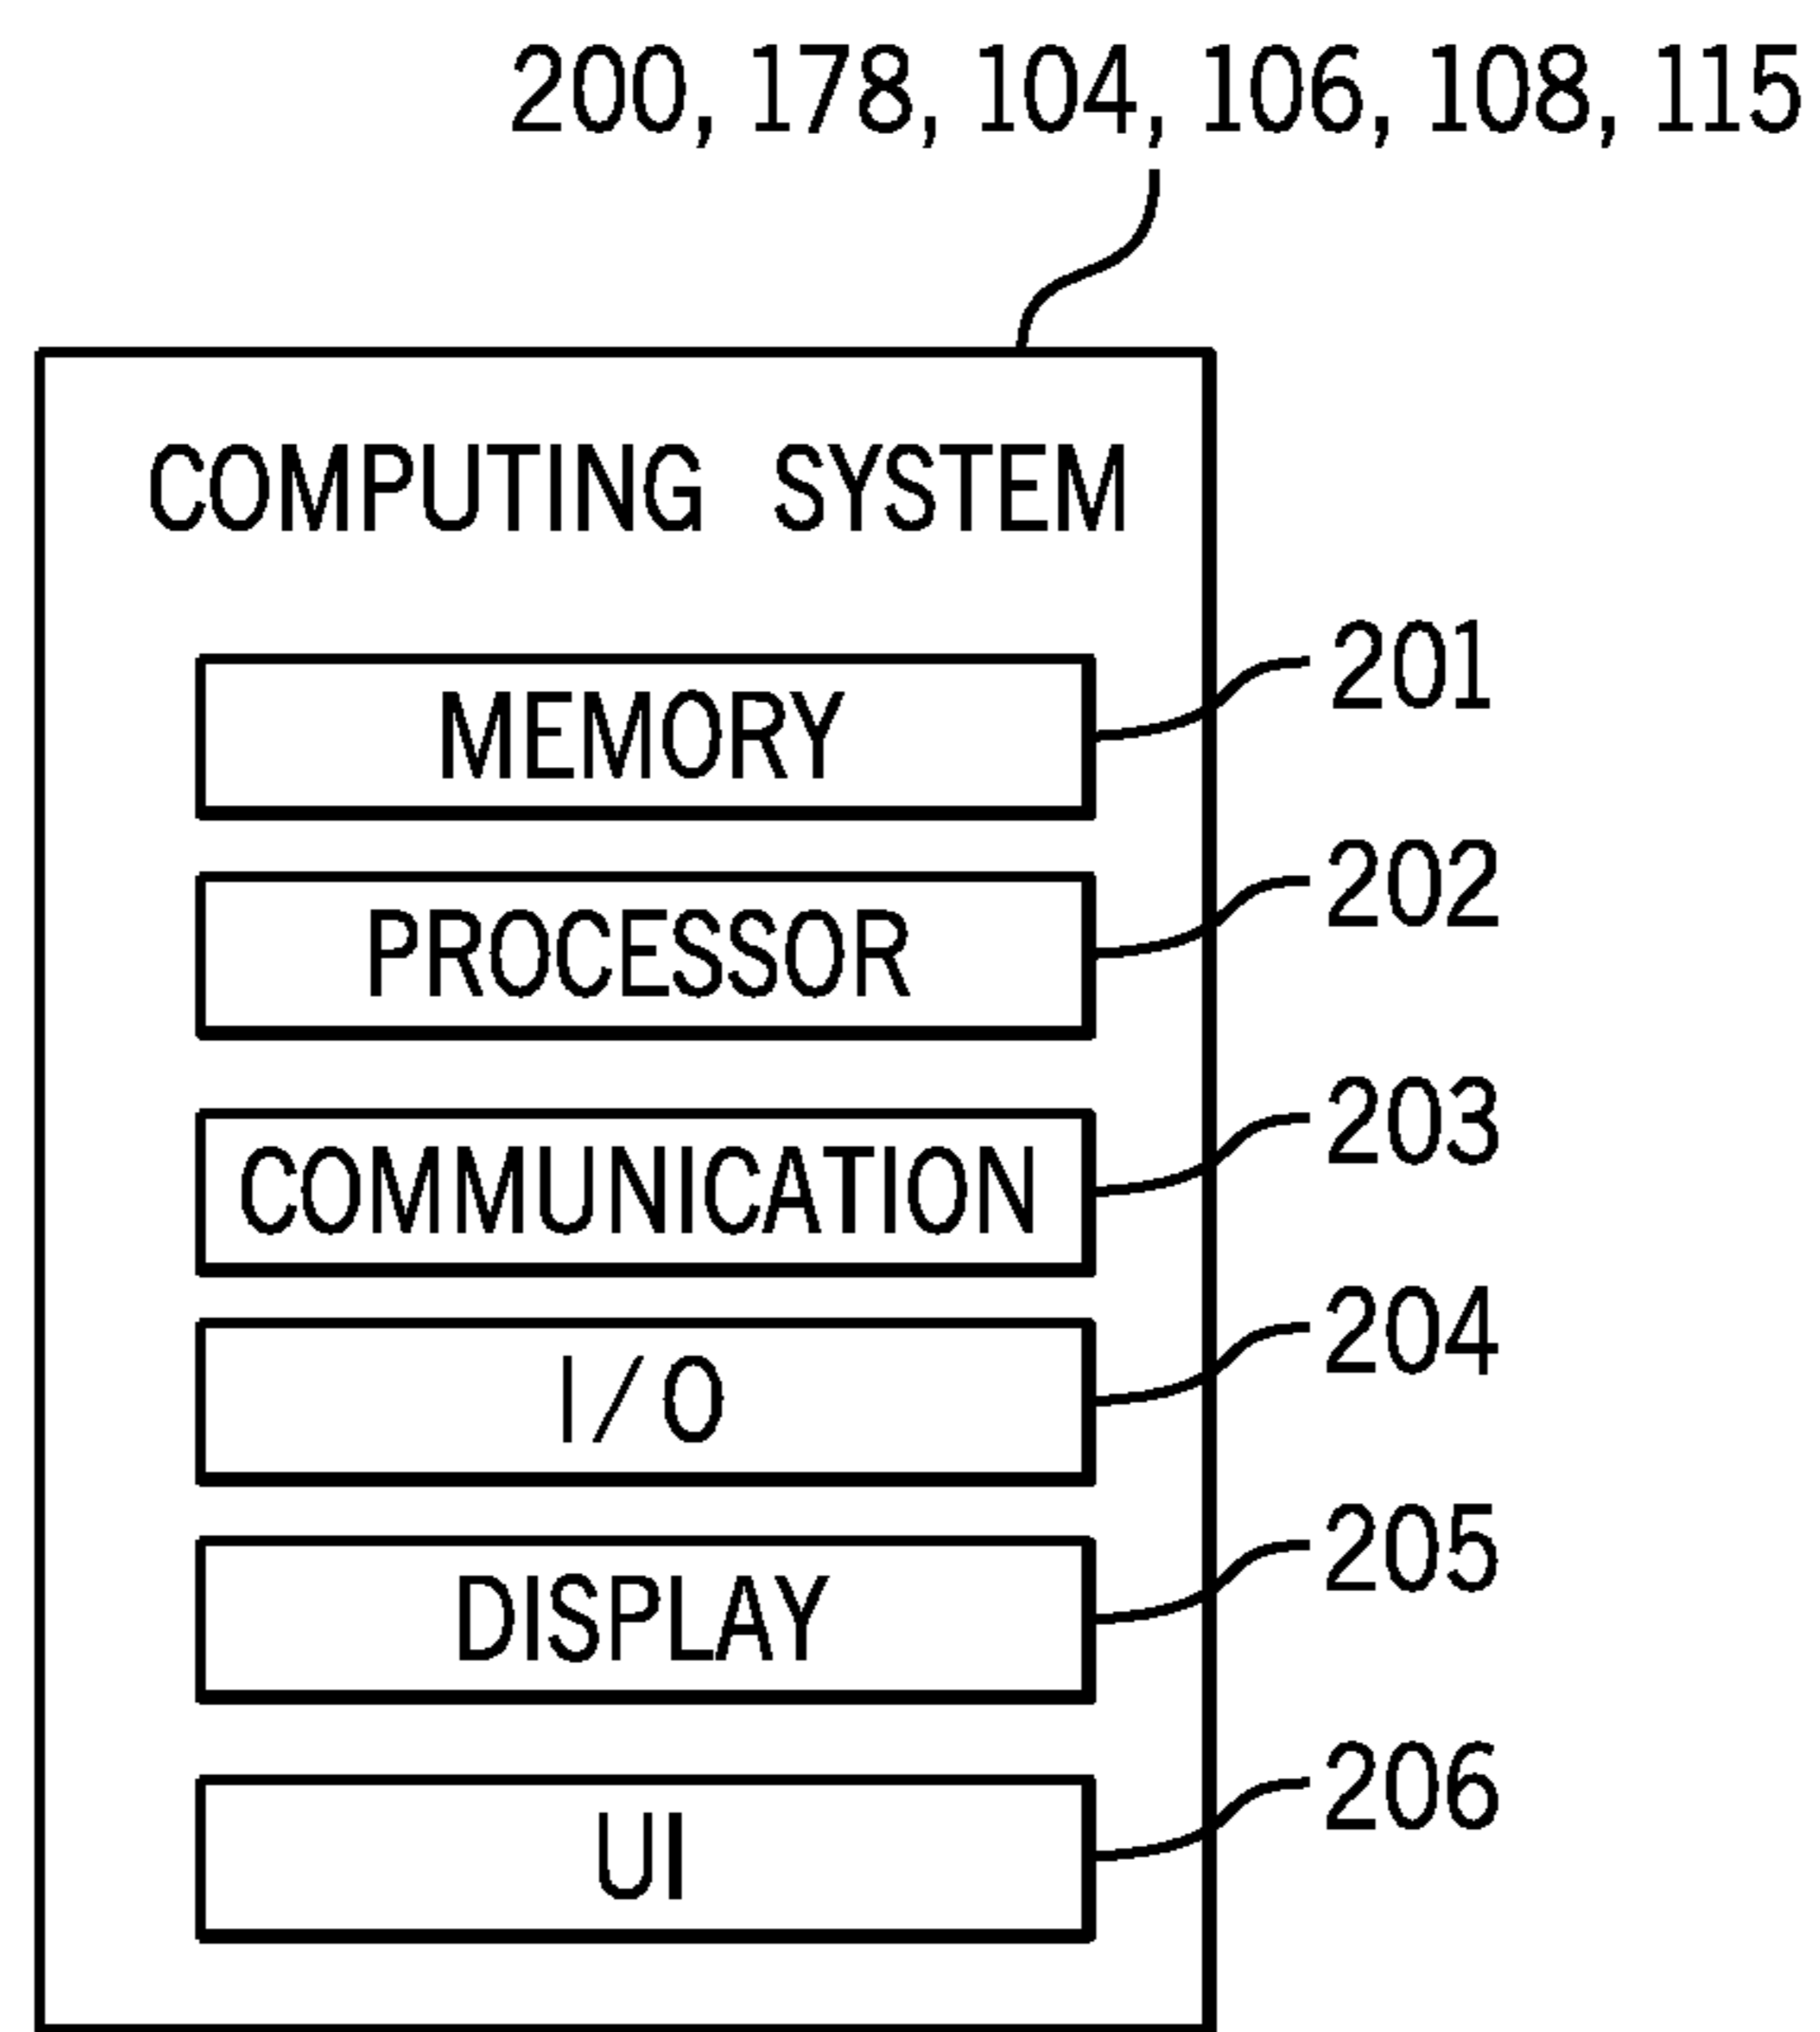 200, 178, 104, 106, 108, 115
COMPUTING SYSTEM
MEMORY
201
PROCESSOR
202
COMMUNICATION
203
I/O
204
DISPLAY
205
UI
206